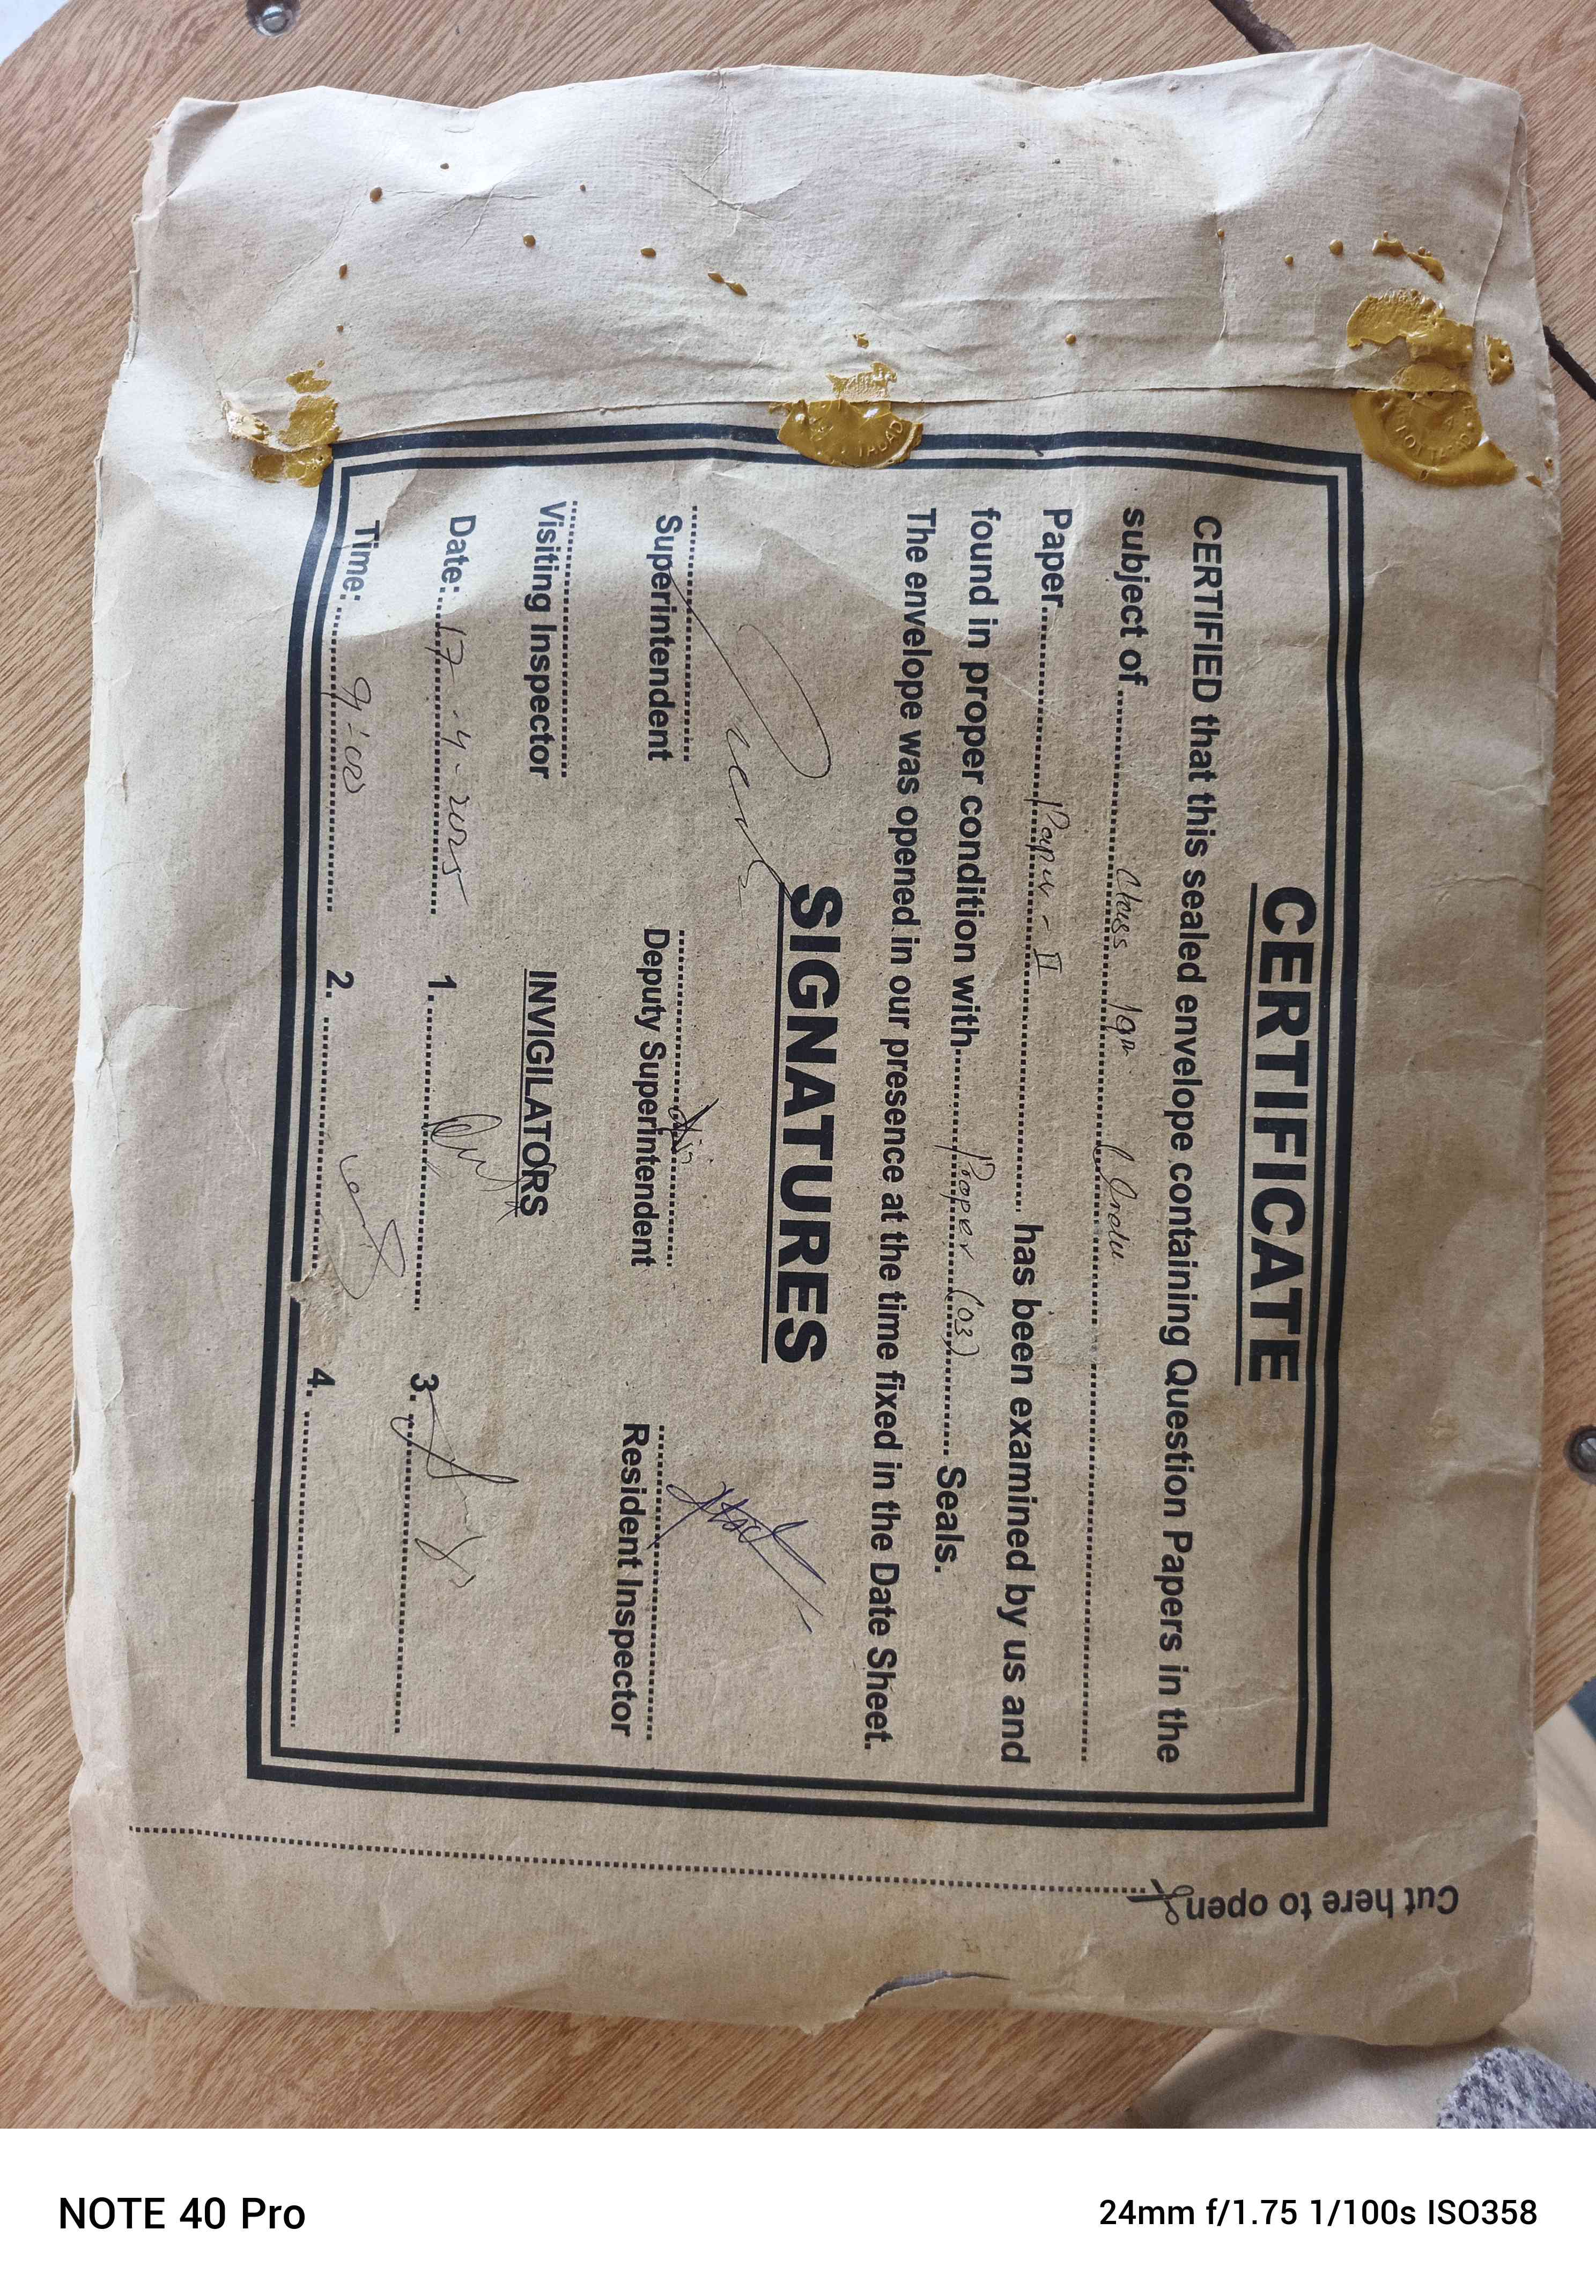 CERTIFICATE
CERTIFIED that this sealed envelope containing Question Papers in the
subject of Class
Paper Paper - II has been examined by us and
found in proper condition with Proper (03) Seals.
The envelope was opened in our presence at the time fixed in the Date Sheet.
SIGNATURES
Superintendent Deputy Superintendent Resident Inspector
Visiting Inspector INVIGILATORS
Date: 17-4-2025 1. 3.
Time: 9:00 2. 4.
Cut here to open
NOTE 40 Pro
24mm f/1.75 1/100s ISO358